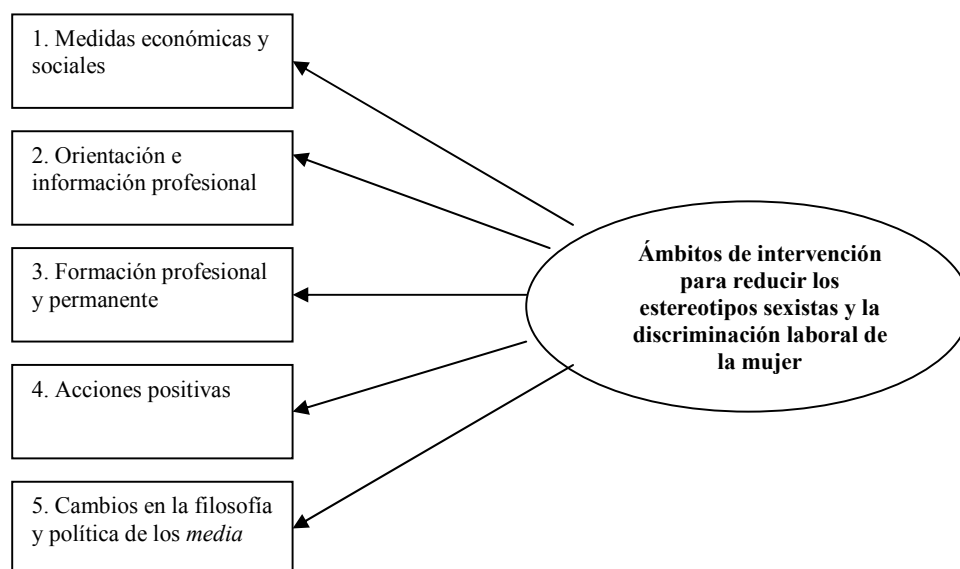 1. Medidas económicas y
sociales
2. Orientación e
información profesional
3. Formación profesional
y permanente
4. Acciones positivas
5. Cambios en la filosofía
y política de los media
Ámbitos de intervención
para reducir los
estereotipos sexistas y la
discriminación laboral de
la mujer